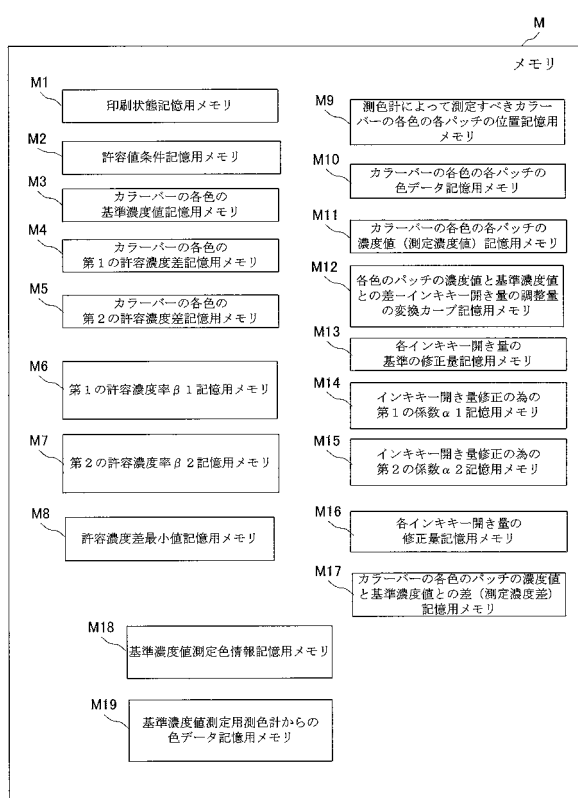 M
メモリ
M1
印刷状態記憶用メモリ
M2
許容値条件記憶用メモリ
M3
カラーバーの各色の
基準濃度値記憶用メモリ
M4
カラーバーの各色の
第1の許容濃度差記憶用メモリ
M5
カラーバーの各色の
第2の許容濃度差記憶用メモリ
M6
第1の許容濃度率β1記憶用メモリ
M7
第2の許容濃度率β2記憶用メモリ
M8
許容濃度差最小値記憶用メモリ
M9
測色計によって測定すべきカラー
バーの各色の各パッチの位置記憶用
メモリ
M10
カラーバーの各色の各パッチの
色データ記憶用メモリ
M11
カラーバーの各色の各パッチの
濃度値(測定濃度値)記憶用メモリ
M12
各色のパッチの濃度値と基準濃度値
との差ーインキキー開き量の調整量
の変換カーブ記憶用メモリ
M13
各インキキー開き量の
基準の修正量記憶用メモリ
M14
インキキー開き量修正の為の
第1の係数α1記憶用メモリ
M15
インキキー開き量修正の為の
第2の係数α2記憶用メモリ
M16
各インキキー開き量の
修正量記憶用メモリ
M17
カラーバーの各色のパッチの濃度値
と基準濃度値との差(測定濃度差)
記憶用メモリ
M18
基準濃度値測定色情報記憶用メモリ
M19
基準濃度値測定用測色計からの
色データ記憶用メモリ